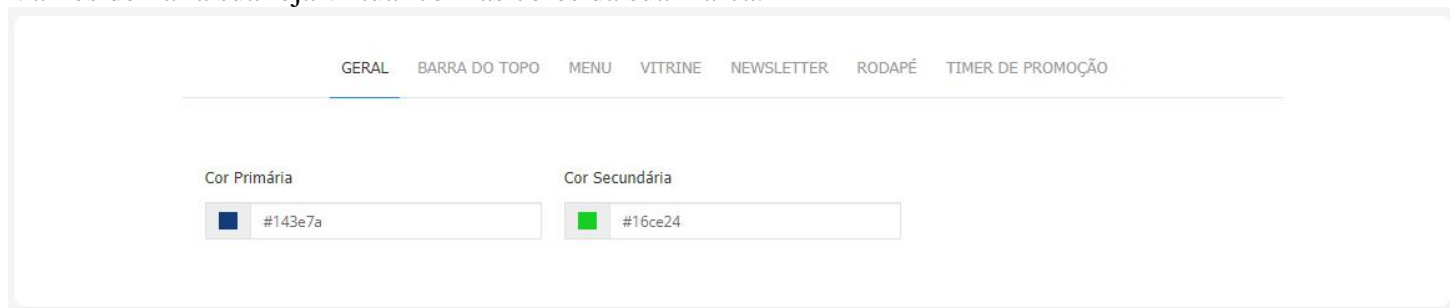 GERAL BARRA DO TOPO MENU VITRINE NEWSLETTER RODAPÉ TIMER DE PROMOÇÃO
Cor Primária Cor Secundária
#143e7a #16ce24